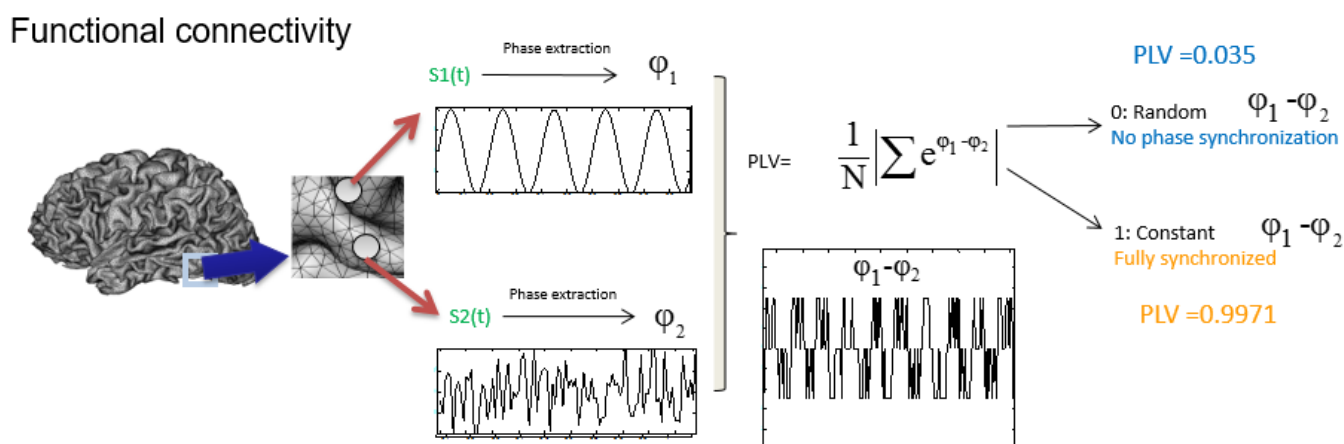 Functional connectivity
Phase extraction
S1(t)
φ₁
Phase extraction
S2(t)
φ₂
PLV=
1/N |∑ e^φ₁-φ₂|
φ₁-φ₂
PLV =0.035
0: Random φ₁ -φ₂
No phase synchronization
1: Constant φ₁ -φ₂
Fully synchronized
PLV =0.9971